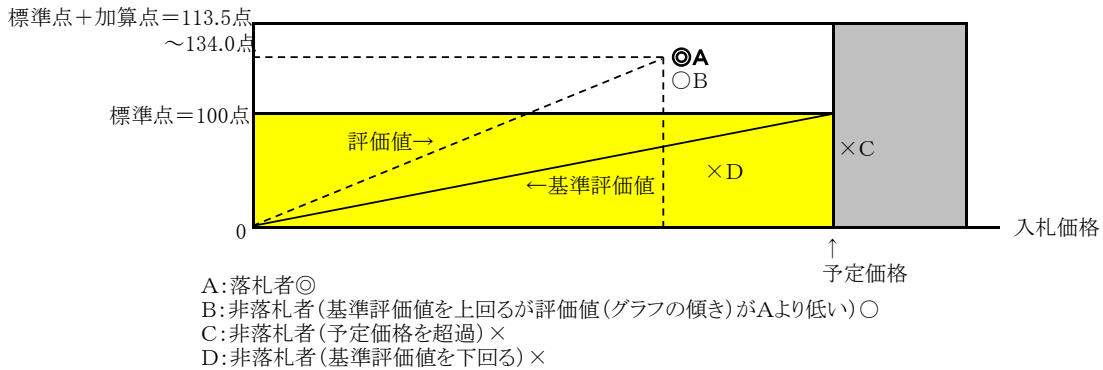 標準点＋加算点＝113.5点
～134.0点
◎A
○B
標準点＝100点
評価値→
×C
×D
←基準評価値
0
入札価格
↑
予定価格
A：落札者◎
B：非落札者（基準評価値を上回るが評価値（グラフの傾き）がAより低い）○
C：非落札者（予定価格を超過）×
D：非落札者（基準評価値を下回る）×